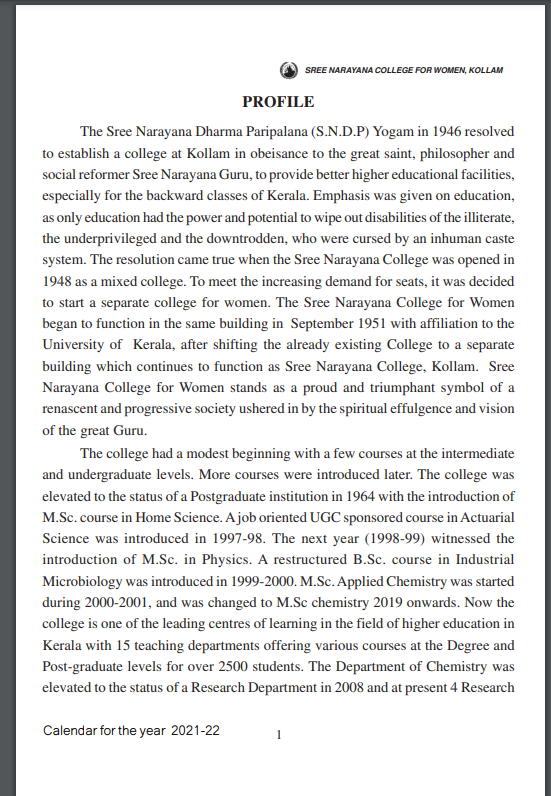 SREE NARAYANA COLLEGE FOR WOMEN, KOLLAM
PROFILE
The Sree Narayana Dharma Paripalana (S.N.D.P) Yogam in 1946 resolved
to establish a college at Kollam in obeisance to the great saint, philosopher and
social reformer Sree Narayana Guru, to provide better higher educational facilities,
especially for the backward classes of Kerala. Emphasis was given on education,
as only education had the power and potential to wipe out disabilities of the illiterate,
the underprivileged and the downtrodden, who were cursed by an inhuman caste
system. The resolution came true when the Sree Narayana College was opened in
1948 as a mixed college. To meet the increasing demand for seats, it was decided
to start a separate college for women. The Sree Narayana College for Women
began to function in the same building in September 1951 with affiliation to the
University of Kerala, after shifting the already existing College to a separate
building which continues to function as Sree Narayana College, Kollam. Sree
Narayana College for Women stands as a proud and triumphant symbol of a
renascent and progressive society ushered in by the spiritual effulgence and vision
of the great Guru.
The college had a modest beginning with a few courses at the intermediate
and undergraduate levels. More courses were introduced later. The college was
elevated to the status of a Postgraduate institution in 1964 with the introduction of
M.Sc. course in Home Science. A job oriented UGC sponsored course in Actuarial
Science was introduced in 1997-98. The next year (1998-99) witnessed the
introduction of M.Sc. in Physics. A restructured B.Sc. course in Industrial
Microbiology was introduced in 1999-2000. M.Sc. Applied Chemistry was started
during 2000-2001, and was changed to M.Sc chemistry 2019 onwards. Now the
college is one of the leading centres of learning in the field of higher education in
Kerala with 15 teaching departments offering various courses at the Degree and
Post-graduate levels for over 2500 students. The Department of Chemistry was
elevated to the status of a Research Department in 2008 and at present 4 Research
Calendar for the year 2021-22
1